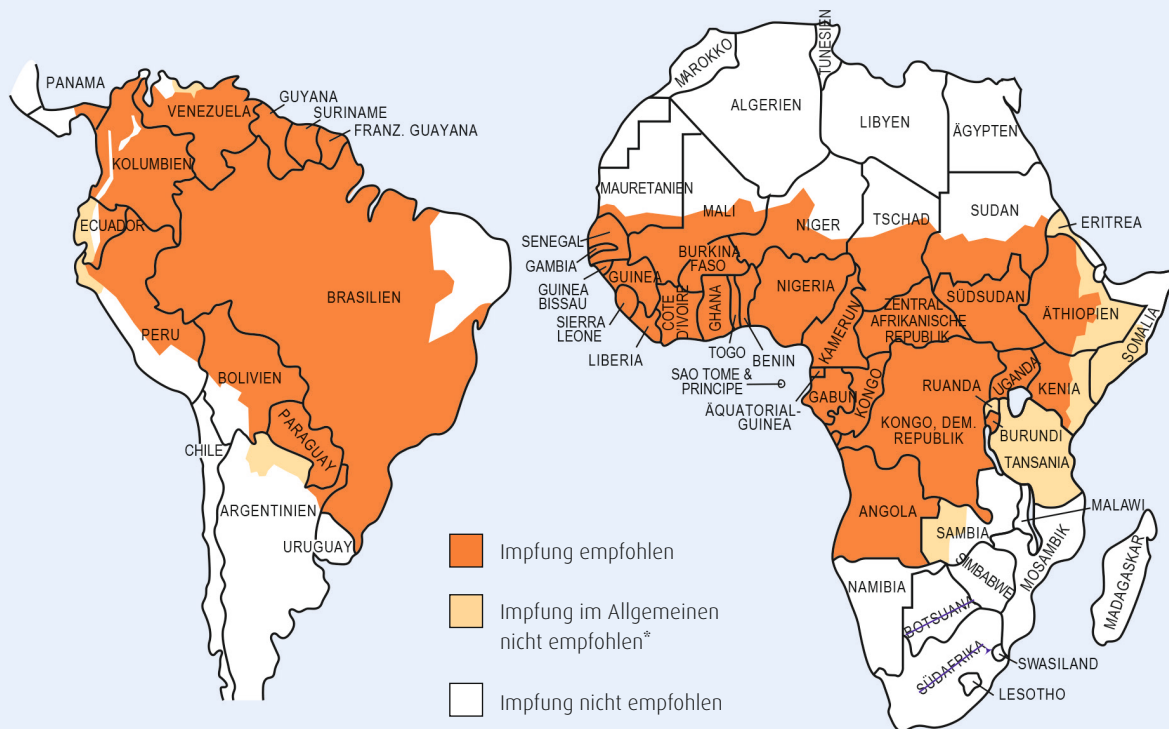 PANAMA
VENEZUELA
GUYANA
SURINAME
FRANZ. GUAYANA
KOLUMBIEN
ECUADOR
BRASILIEN
PERU
BOLIVIEN
PARAGUAY
CHILE
ARGENTINIEN
URUGUAY
MAROKKO
TUNESIEN
ALGERIEN
LIBYEN
ÄGYPTEN
MAURETANIEN
MALI
NIGER
TSCHAD
SUDAN
ERITREA
SENEGAL
GAMBIA
GUINEA
BISSAU
GUINEA
SIERRA
LEONE
LIBERIA
COTE
D'IVOIRE
BURKINA
FASO
GHANA
TOGO
BENIN
NIGERIA
KAMERUN
ZENTRAL
AFRIKANISCHE
REPUBLIK
SÜDSUDAN
ÄTHIOPIEN
SOMALIA
SAO TOME &
PRINCIPE
ÄQUATORIAL-
GUINEA
GABUN
KONGO
KONGO, DEM.
REPUBLIK
RUANDA
UGANDA
KENIA
BURUNDI
TANSANIA
ANGOLA
SAMBIA
MALAWI
MOSAMBIK
SIMBABWE
NAMIBIA
BOTSUANA
SÜDAFRIKA
SWASILAND
LESOTHO
MADAGASKAR
Impfung empfohlen
Impfung im Allgemeinen
nicht empfohlen*
Impfung nicht empfohlen